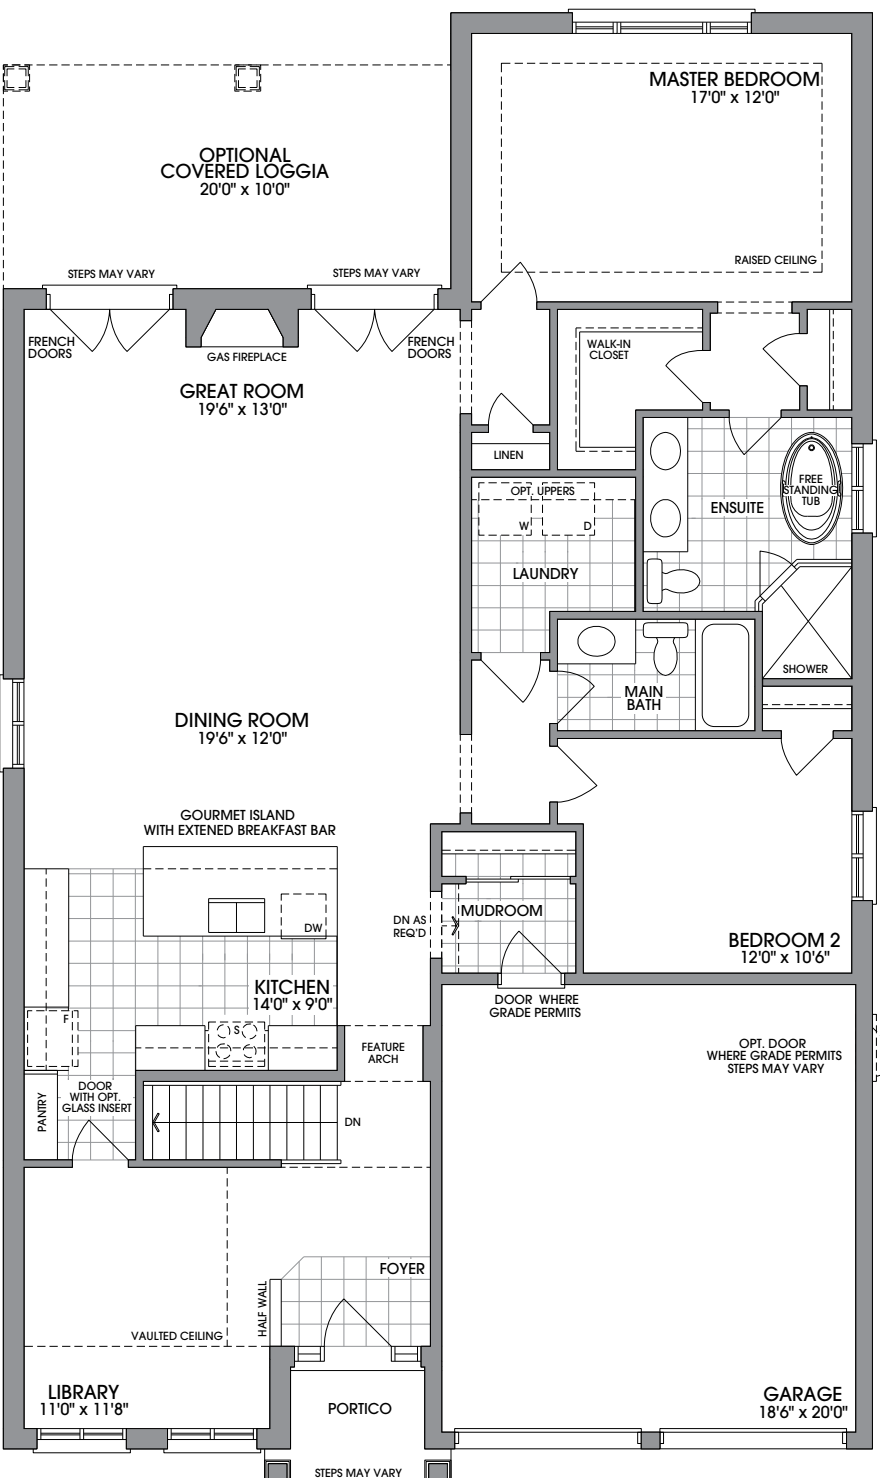 MASTER BEDROOM
17'0" x 12'0"
OPTIONAL
COVERED LOGGIA
20'0" x 10'0"
RAISED CEILING
STEPS MAY VARY
STEPS MAY VARY
FRENCH
DOORS
GAS FIREPLACE
FRENCH
DOORS
WALK-IN
CLOSET
GREAT ROOM
19'6" x 13'0"
LINEN
OPT. UPPERS
W
D
FREE
STANDING
TUB
ENSUITE
LAUNDRY
SHOWER
MAIN
BATH
DINING ROOM
19'6" x 12'0"
GOURMET ISLAND
WITH EXTENED BREAKFAST BAR
DW
DN AS
REQ'D
MUDROOM
BEDROOM 2
12'0" x 10'6"
KITCHEN
14'0" x 9'0"
DOOR WHERE
GRADE PERMITS
F
S
FEATURE
ARCH
OPT. DOOR
WHERE GRADE PERMITS
STEPS MAY VARY
PANTRY
DOOR
WITH OPT.
GLASS INSERT
DN
FOYER
HALF WALL
VAULTED CEILING
LIBRARY
11'0" x 11'8"
PORTICO
GARAGE
18'6" x 20'0"
STEPS MAY VARY